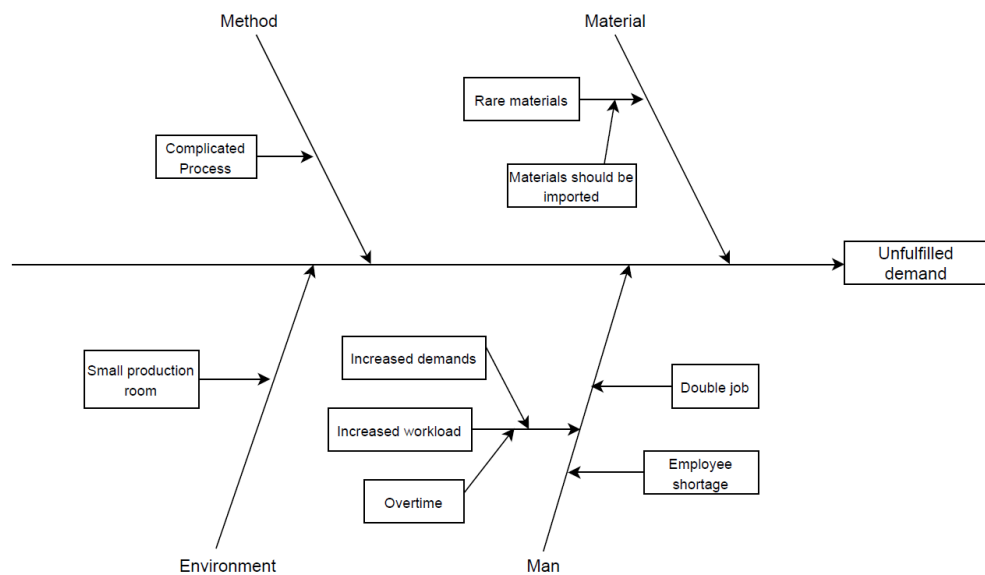 Method
Material
Rare materials
Complicated
Process
Materials should be
imported
Unfulfilled
demand
Increased demands
Small production
room
Double job
Increased workload
Employee
shortage
Overtime
Environment
Man